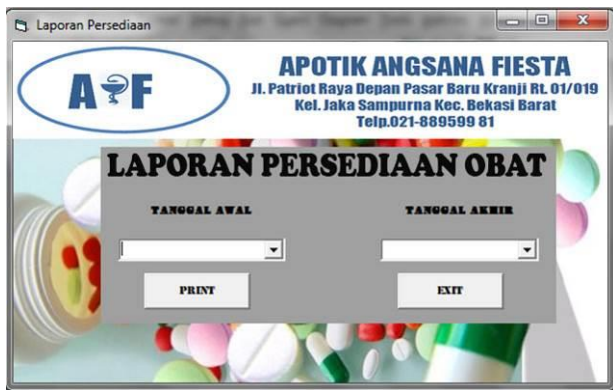 Laporan Persediaan
A F
APOTIK ANGSANA FIESTA
Jl. Patriot Raya Depan Pasar Baru Kranji Rt. 01/019
Kel. Jaka Sampurna Kec. Bekasi Barat
Telp.021-889599 81
LAPORAN PERSEDIAAN OBAT
TANGGAL AWAL
TANGGAL AKHIR
PRINT
EXIT